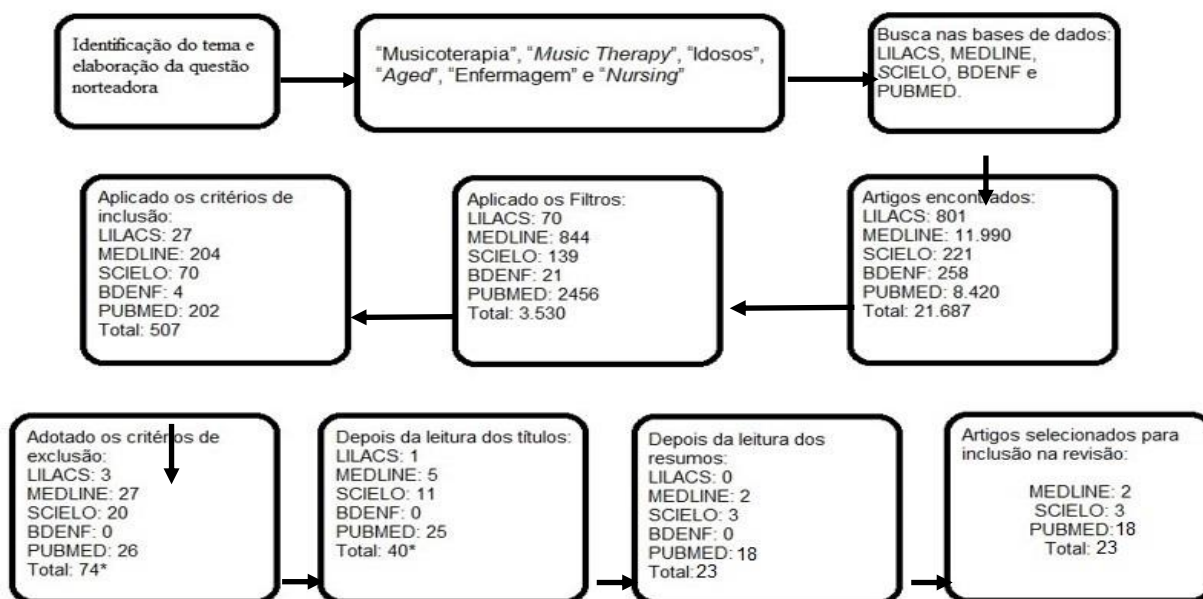 Identificação do tema e
elaboração da questão
norteadora
“Musicoterapia”, “Music Therapy”, “Idosos”,
“Aged”, “Enfermagem” e “Nursing”
Busca nas bases de dados:
LILACS, MEDLINE,
SCIELO, BDENF e
PUBMED.
Artigos encontrados:
LILACS: 801
MEDLINE: 11.990
SCIELO: 221
BDENF: 258
PUBMED: 8.420
Total: 21.687
Aplicado os Filtros:
LILACS: 70
MEDLINE: 844
SCIELO: 139
BDENF: 21
PUBMED: 2456
Total: 3.530
Aplicado os critérios de
inclusão:
LILACS: 27
MEDLINE: 204
SCIELO: 70
BDENF: 4
PUBMED: 202
Total: 507
Adotado os critérios de
exclusão:
LILACS: 3
MEDLINE: 27
SCIELO: 20
BDENF: 0
PUBMED: 26
Total: 74*
Depois da leitura dos títulos:
LILACS: 1
MEDLINE: 5
SCIELO: 11
BDENF: 0
PUBMED: 25
Total: 40*
Depois da leitura dos
resumos:
LILACS: 0
MEDLINE: 2
SCIELO: 3
BDENF: 0
PUBMED: 18
Total:23
Artigos selecionados para
inclusão na revisão:
MEDLINE: 2
SCIELO: 3
PUBMED:18
Total: 23